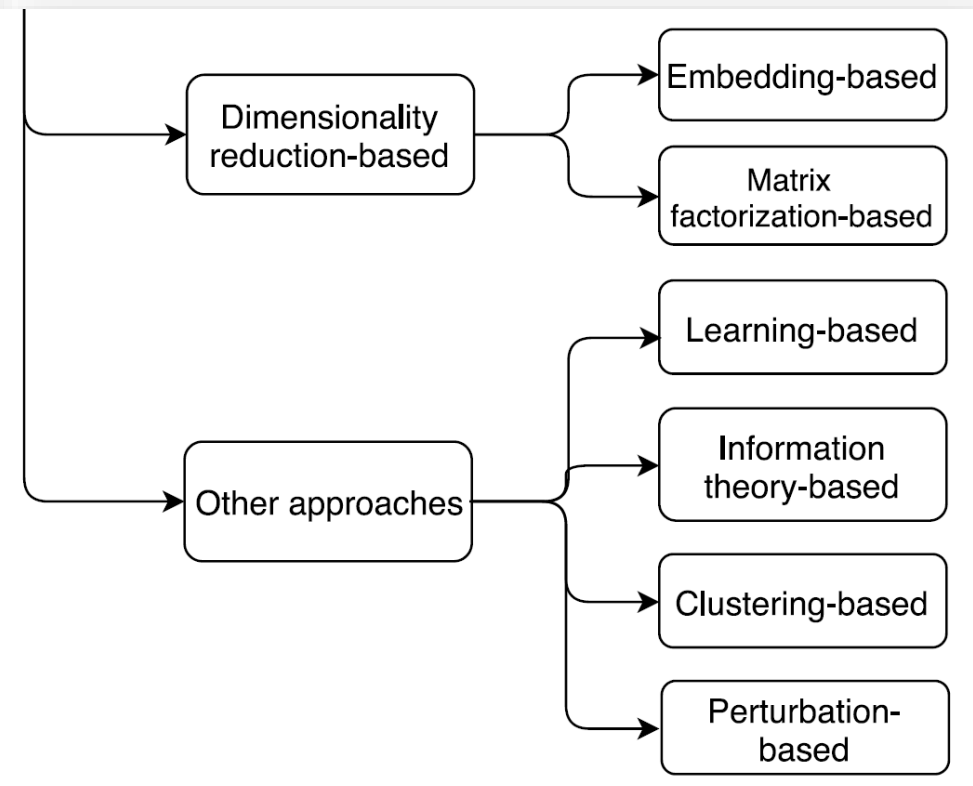 Dimensionality
reduction-based
Embedding-based
Matrix
factorization-based
Other approaches
Learning-based
Information
theory-based
Clustering-based
Perturbation-
based